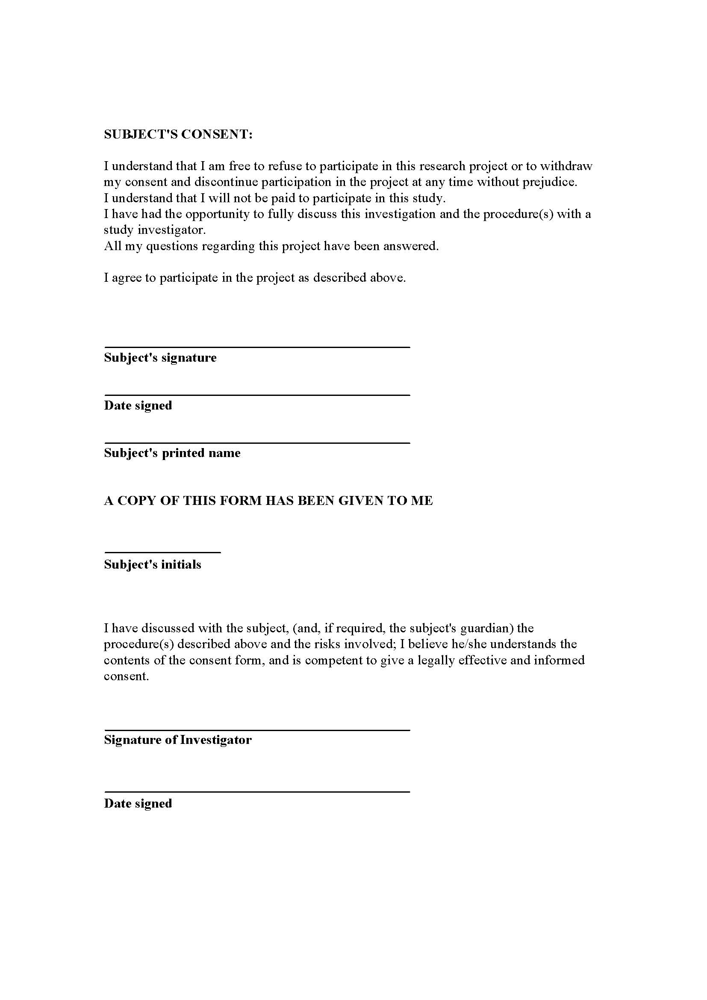 SUBJECT'S CONSENT:
I understand that I am free to refuse to participate in this research project or to withdraw
my consent and discontinue participation in the project at any time without prejudice.
I understand that I will not be paid to participate in this study.
I have had the opportunity to fully discuss this investigation and the procedure(s) with a
study investigator.
All my questions regarding this project have been answered.
I agree to participate in the project as described above.
Subject's signature
Date signed
Subject's printed name
A COPY OF THIS FORM HAS BEEN GIVEN TO ME
Subject's initials
I have discussed with the subject, (and, if required, the subject's guardian) the
procedure(s) described above and the risks involved; I believe he/she understands the
contents of the consent form, and is competent to give a legally effective and informed
consent.
Signature of Investigator
Date signed